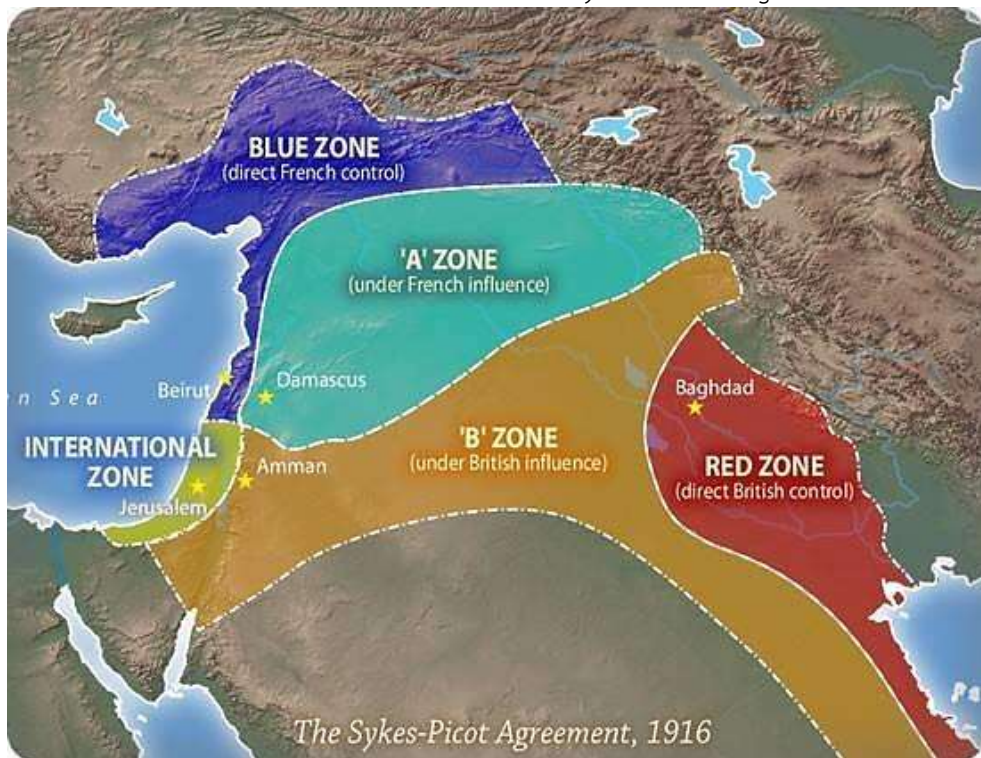 BLUE ZONE
(direct French control)
'A' ZONE
(under French influence)
Beirut
Damascus
n Sea
Baghdad
INTERNATIONAL
ZONE
'B' ZONE
(under British influence)
Amman
RED ZONE
(direct British control)
Jerusalem
The Sykes-Picot Agreement, 1916